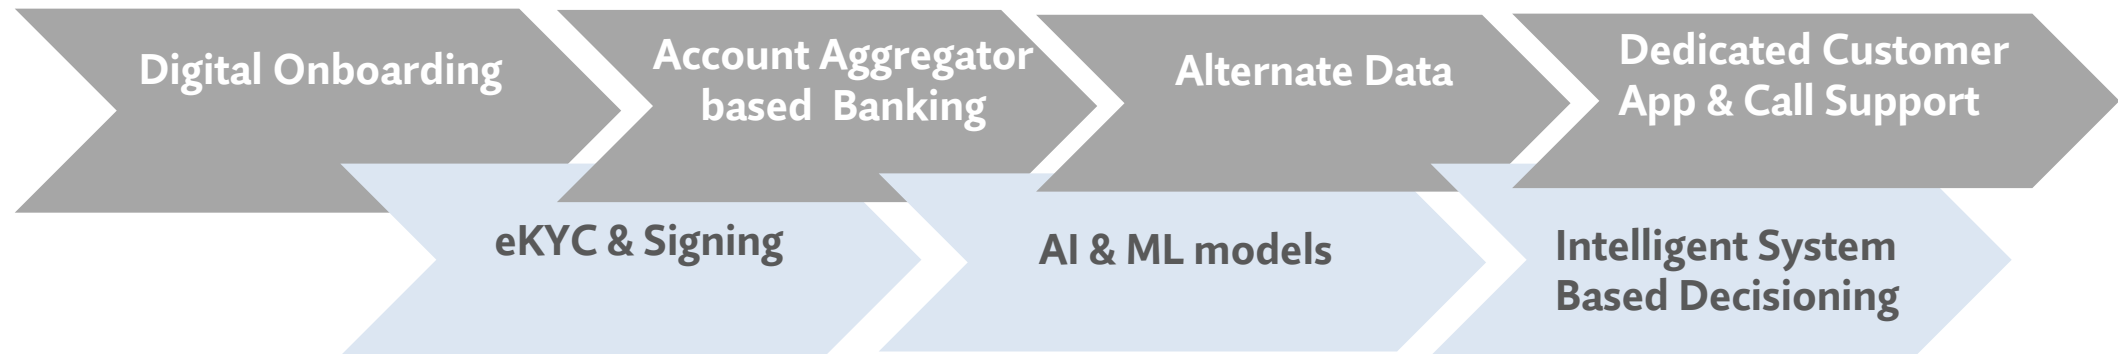 Digital Onboarding
Account Aggregator
based Banking
Alternate Data
Dedicated Customer
App & Call Support
eKYC & Signing
AI & ML models
Intelligent System
Based Decisioning